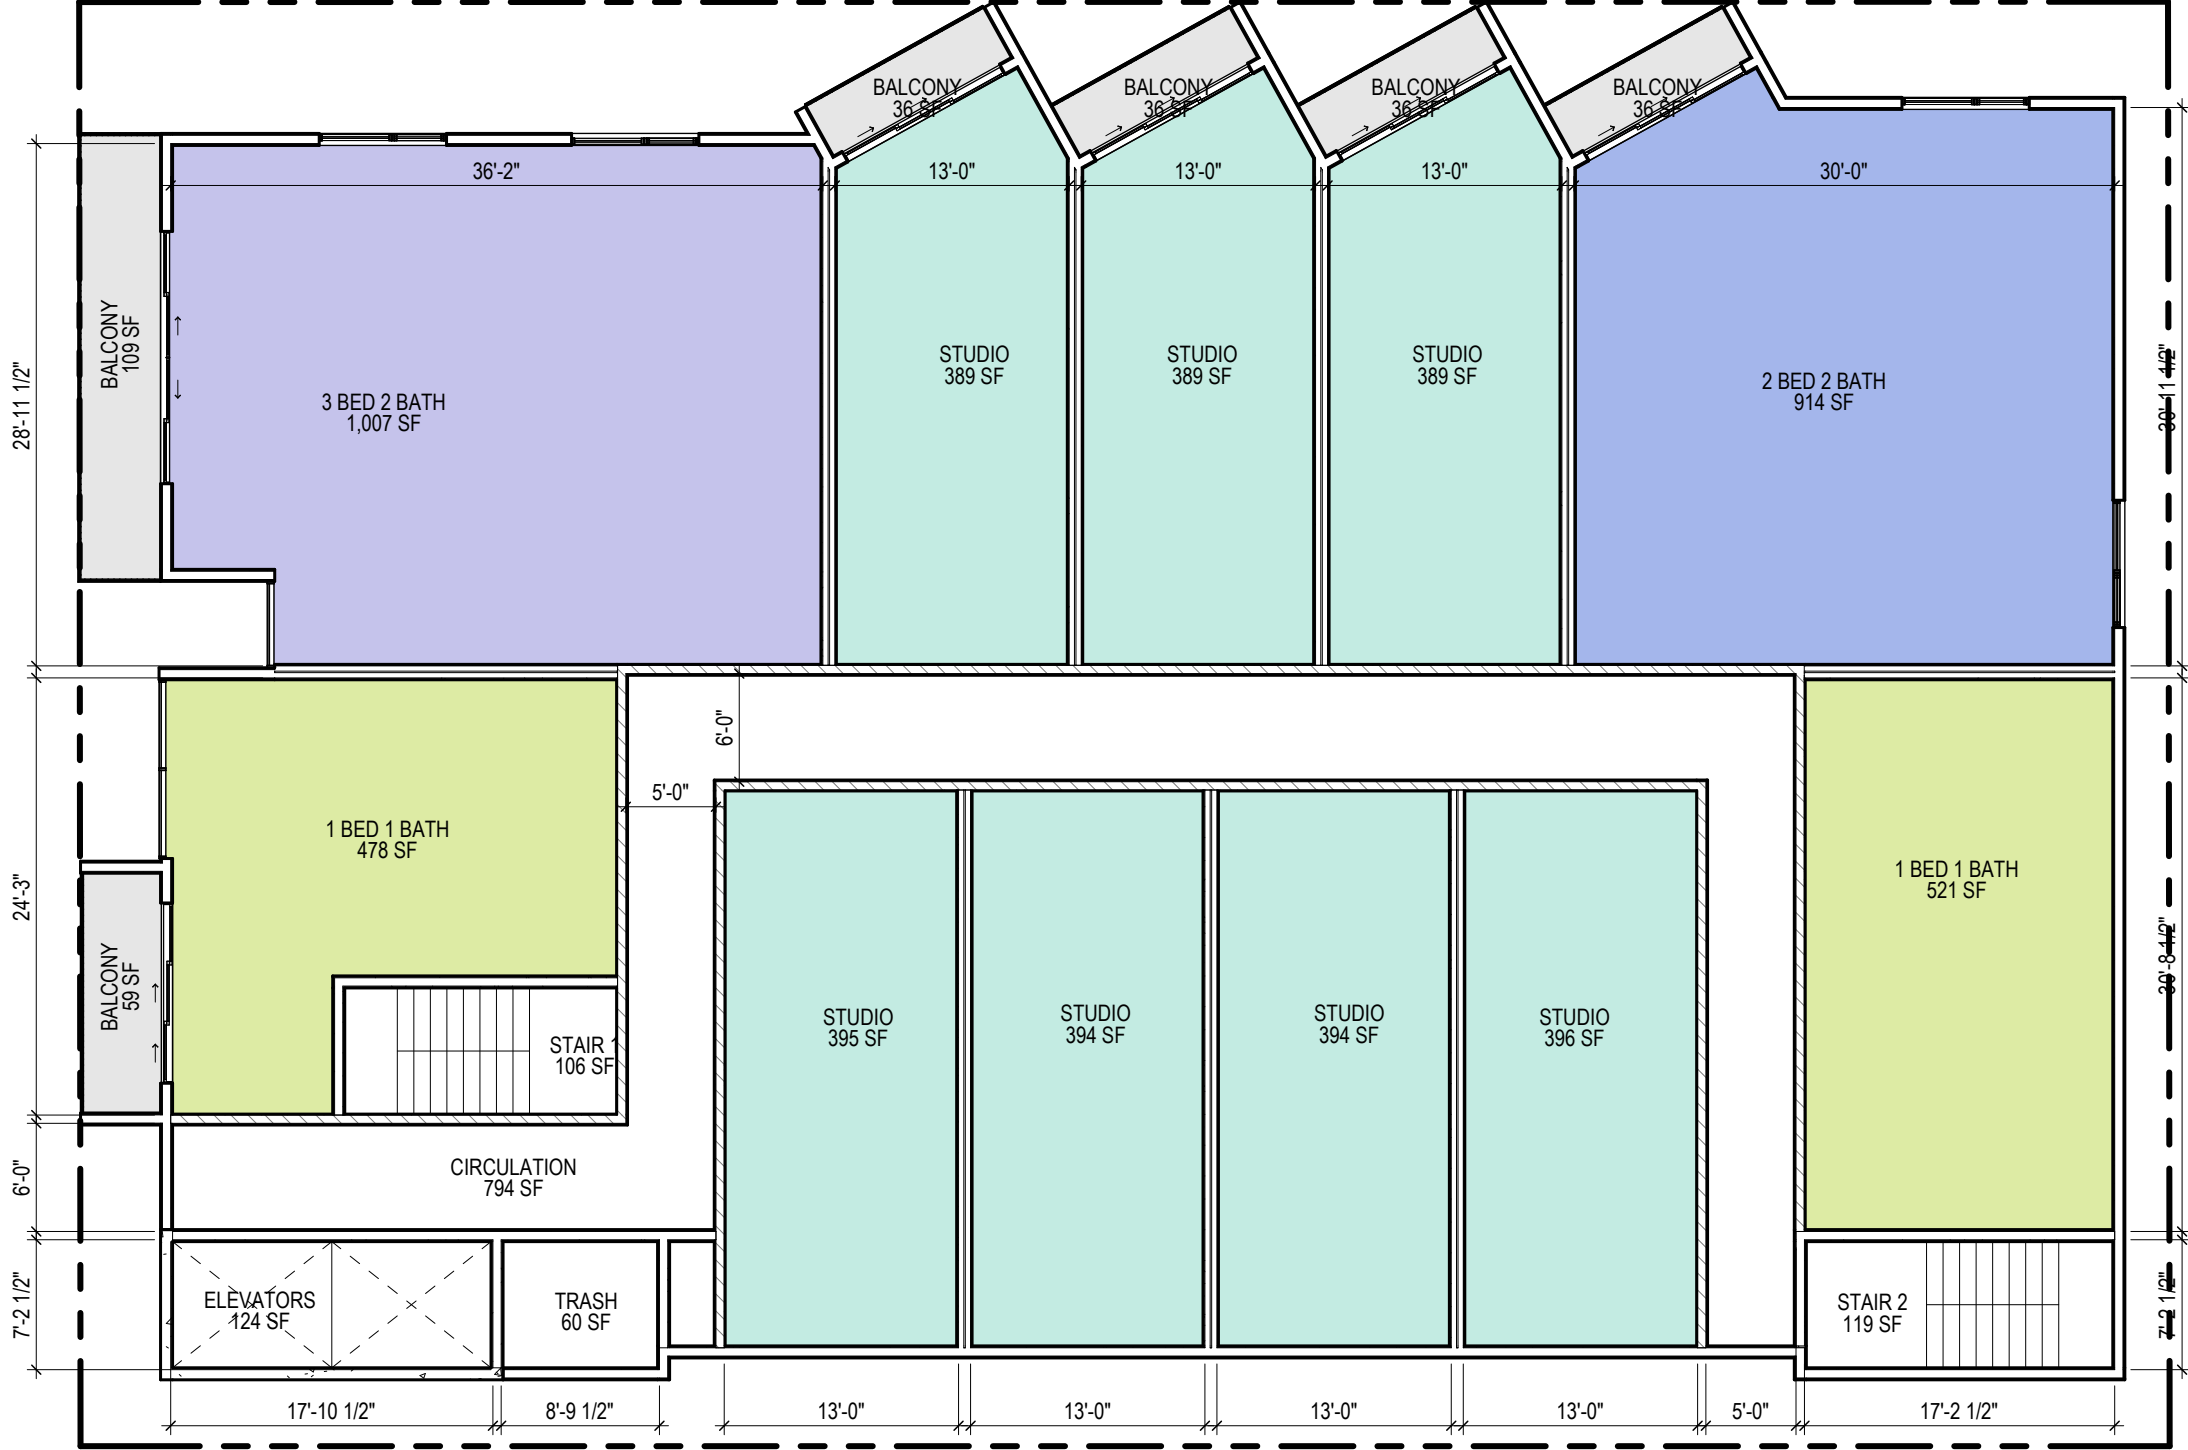 BALCONY
36 SF
BALCONY
36 SF
BALCONY
36 SF
BALCONY
36 SF
36'-2"
13'-0"
13'-0"
13'-0"
30'-0"
28'-11 1/2"
BALCONY
109 SF
3 BED 2 BATH
1,007 SF
STUDIO
389 SF
STUDIO
389 SF
STUDIO
389 SF
2 BED 2 BATH
914 SF
30'-11 1/2"
6'-0"
5'-0"
24'-3"
1 BED 1 BATH
478 SF
BALCONY
59 SF
STAIR 1
106 SF
STUDIO
395 SF
STUDIO
394 SF
STUDIO
394 SF
STUDIO
396 SF
1 BED 1 BATH
521 SF
30'-8 1/2"
6'-0"
CIRCULATION
794 SF
7'-2 1/2"
ELEVATORS
124 SF
TRASH
60 SF
STAIR 2
119 SF
7'-2 1/2"
17'-10 1/2"
8'-9 1/2"
13'-0"
13'-0"
13'-0"
13'-0"
5'-0"
17'-2 1/2"